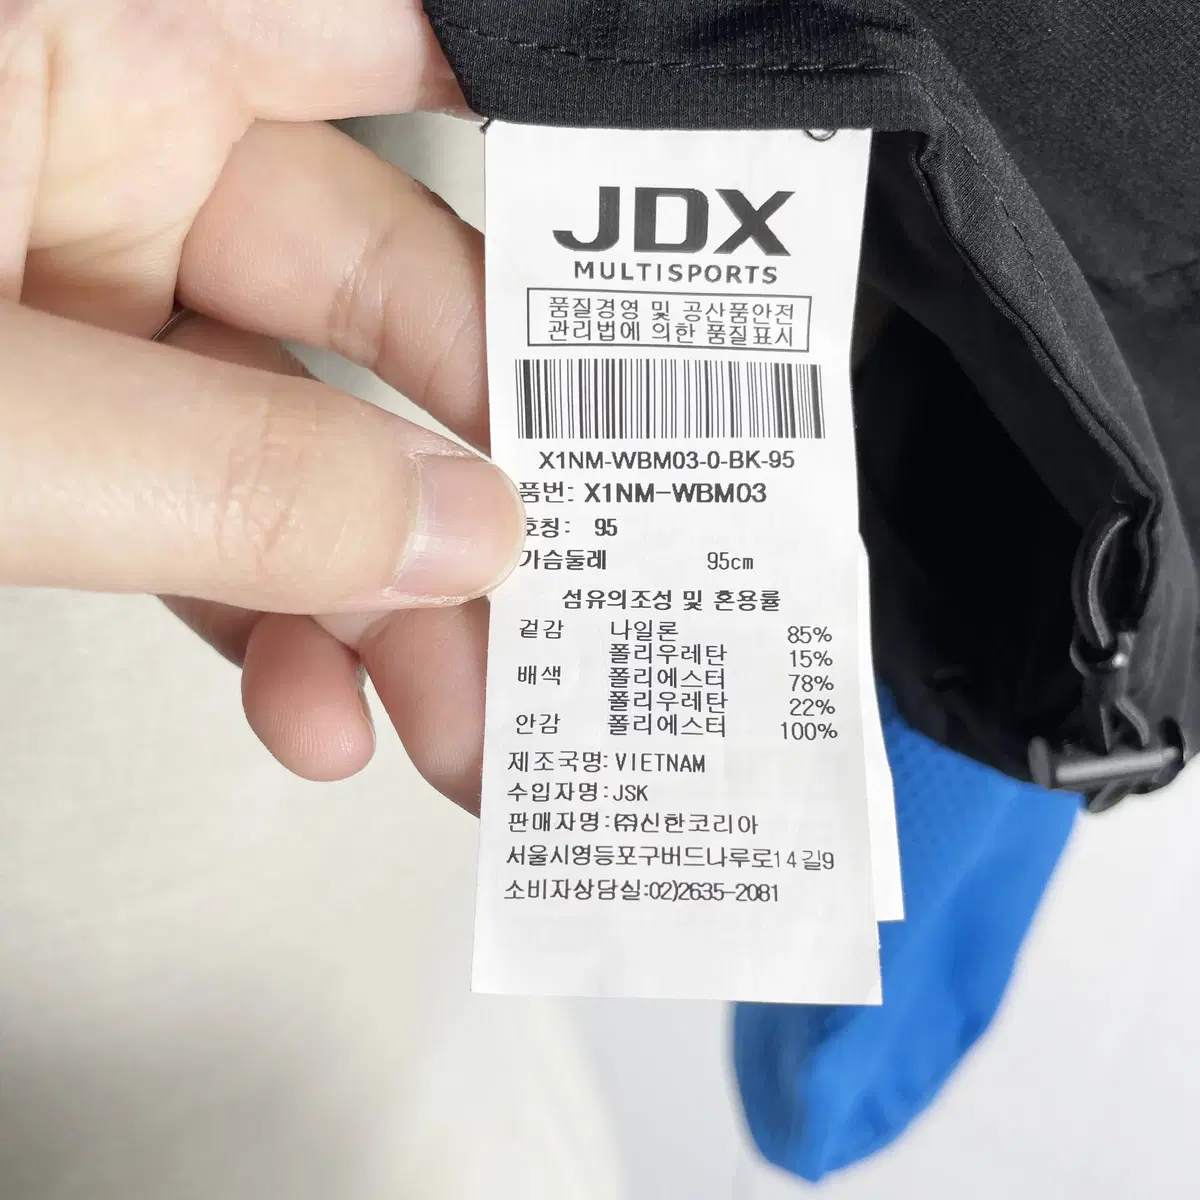 JDX
MULTISPORTS
품질경영 및 공산품안전
관리법에 의한 품질표시
X1NM-WBM03-0-BK-95
품번: X1NM-WBM03
호칭: 95
가슴둘레 95cm
섬유의조성 및 혼용률
겉감 나일론 85%
폴리우레탄 15%
배색 폴리에스터 78%
폴리우레탄 22%
안감 폴리에스터 100%
제조국명:VIETNAM
수입자명:JSK
판매자명:㈜신한코리아
서울시영등포구버드나루로14길9
소비자상담실:02)2635-2081